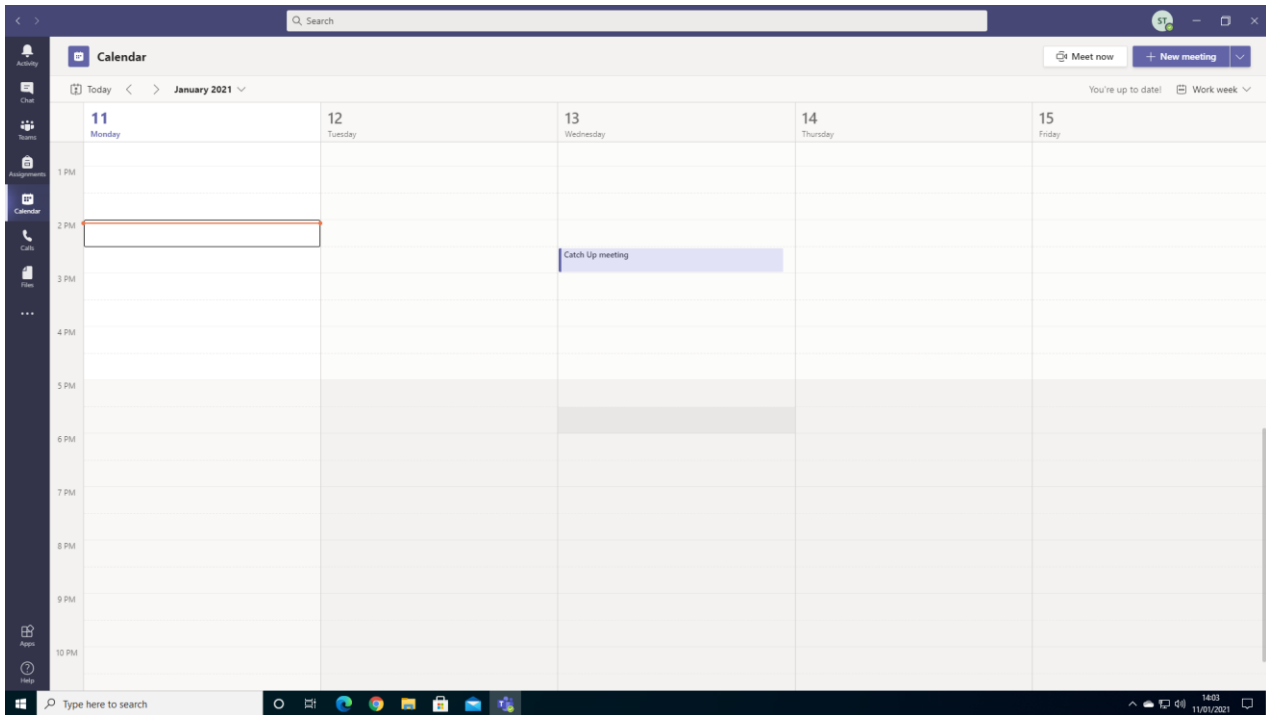 Search
ST
Activity
Calendar
Meet now
New meeting
Chat
Today
January 2021
You're up to date!
Work week
Teams
11
Monday
12
Tuesday
13
Wednesday
14
Thursday
15
Friday
Assignments
1 PM
Calendar
2 PM
Calls
Catch Up meeting
Files
3 PM
4 PM
5 PM
6 PM
7 PM
8 PM
9 PM
Apps
10 PM
Help
Type here to search
14:03
11/01/2021